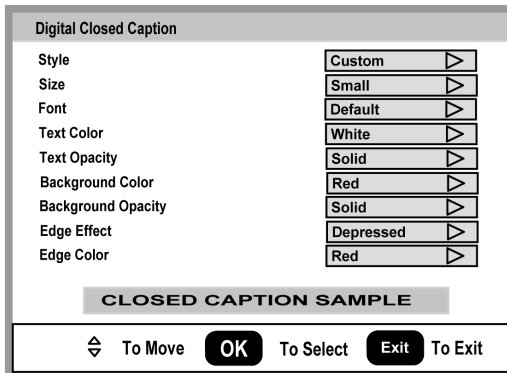 Digital Closed Caption
Style Custom
Size Small
Font Default
Text Color White
Text Opacity Solid
Background Color Red
Background Opacity Solid
Edge Effect Depressed
Edge Color Red
CLOSED CAPTION SAMPLE
To Move OK To Select Exit To Exit